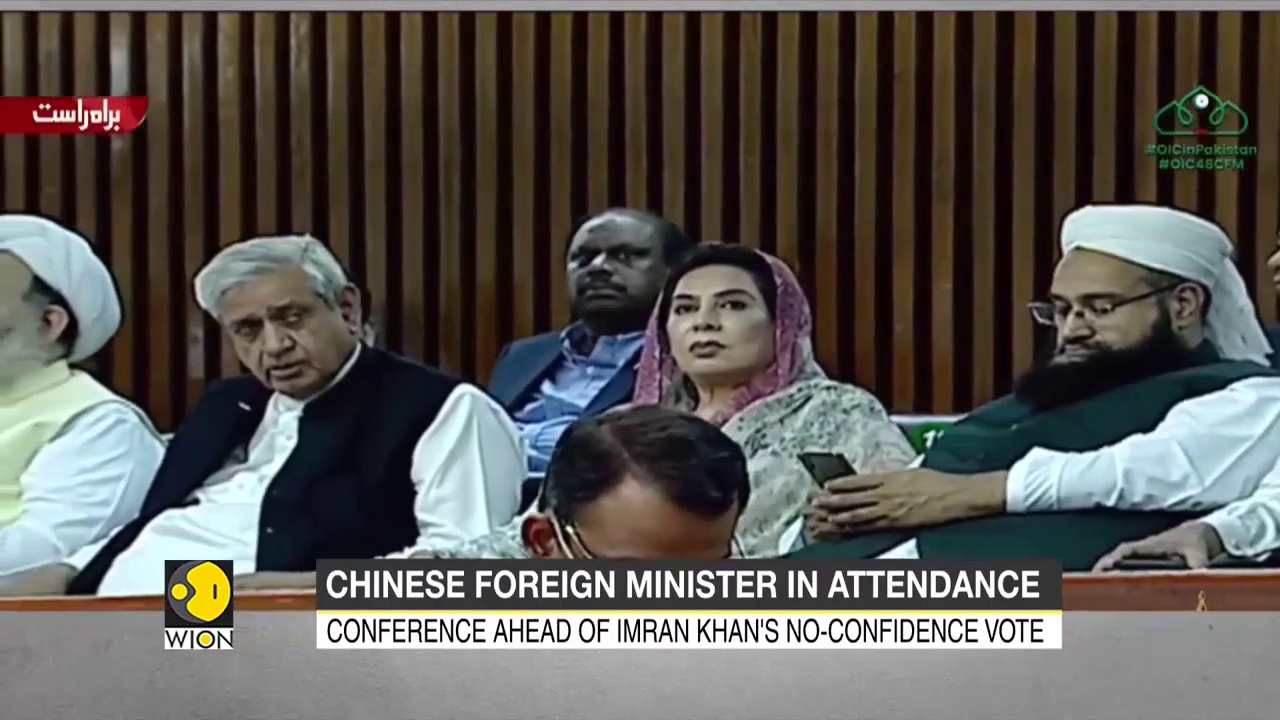 براہ راست
#OICinPakistan
#OIC48CFM
CHINESE FOREIGN MINISTER IN ATTENDANCE
WION
CONFERENCE AHEAD OF IMRAN KHAN'S NO-CONFIDENCE VOTE